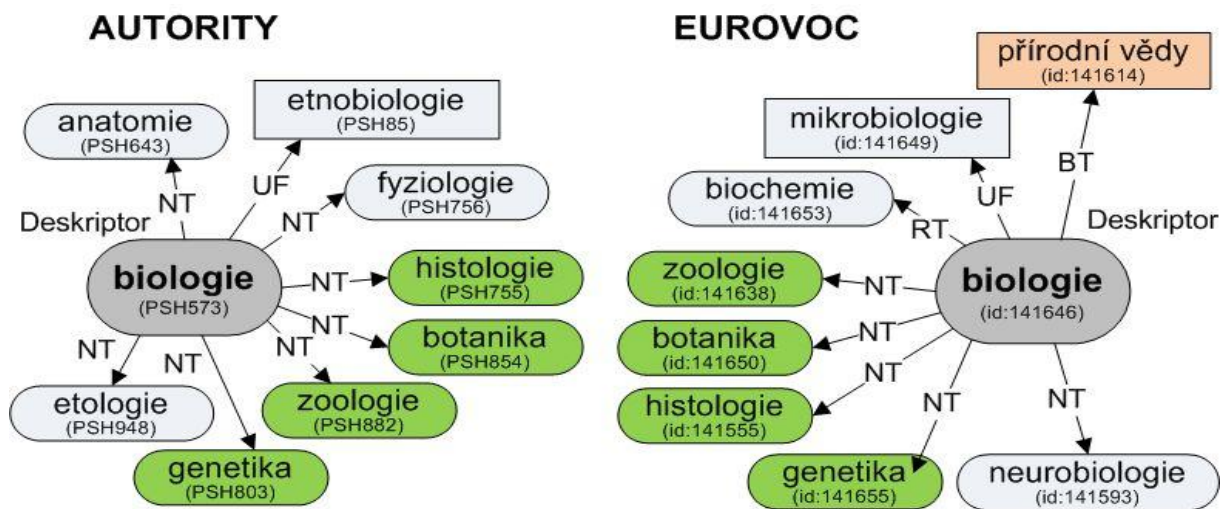 AUTORITY
anatomie
(PSH643)
etnobiologie
(PSH85)
NT
UF
fyziologie
(PSH756)
NT
Deskriptor
biologie
(PSH573)
NT
histologie
(PSH755)
NT
botanika
(PSH854)
NT
zoologie
(PSH882)
NT
etologie
(PSH948)
NT
genetika
(PSH803)
EUROVOC
přírodní vědy
(id:141614)
mikrobiologie
(id:141649)
BT
UF
biochemie
(id:141653)
RT
Deskriptor
biologie
(id:141646)
zoologie
(id:141638)
NT
botanika
(id:141650)
NT
histologie
(id:141555)
NT
genetika
(id:141655)
NT
neurobiologie
(id:141593)
NT